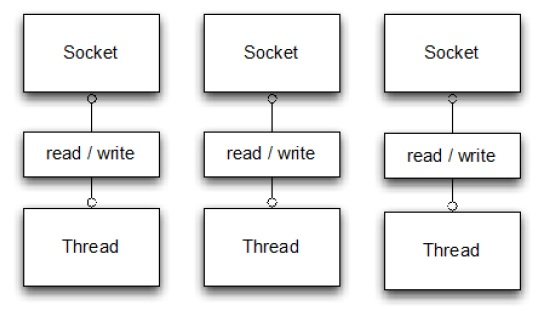 Socket
Socket
Socket
read / write
read / write
read / write
Thread
Thread
Thread